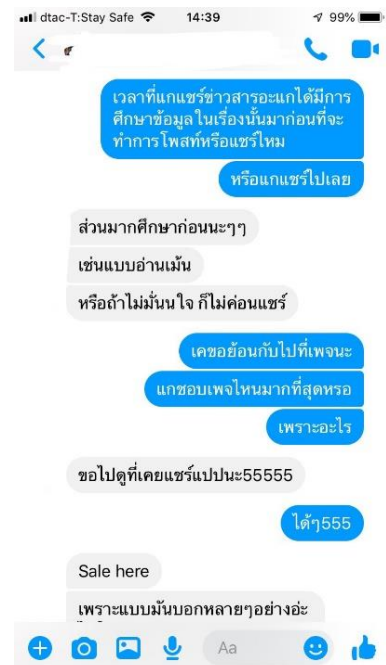 dtac-T:Stay Safe 14:39 99%
เวลาที่แกแชร์ข่าวสารอะแกได้มีการ
ศึกษาข้อมูลในเรื่องนั้นมาก่อนที่จะ
ทำการโพสท์หรือแชร์ไหม
หรือแกแชร์ไปเลย
ส่วนมากศึกษาก่อนนะๆๆ
เช่นแบบอ่านเม้น
หรือถ้าไม่มั่นนใจ ก็ไม่ค่อนแชร์
เคขอย้อนกับไปที่เพจนะ
แกชอบเพจไหนมากที่สุดหรอ
เพราะอะไร
ขอไปดูที่เคยแชร์แปปนะ55555
ได้ๆ555
Sale here
เพราะแบบมันบอกหลายๆอย่างอ่ะ
Aa